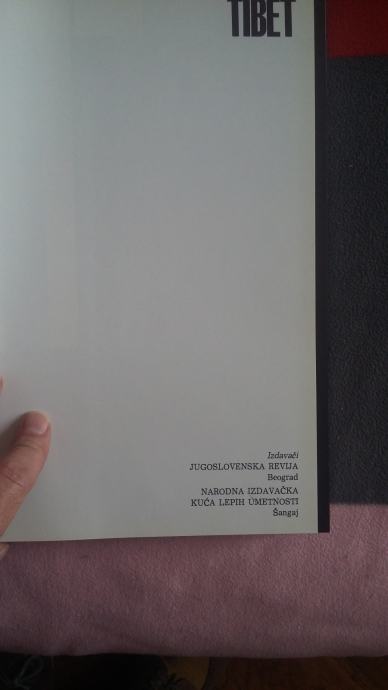 TIBET
Izdavači
JUGOSLOVENSKA REVIJA
Beograd
NARODNA IZDAVAČKA
KUĆA LEPIH UMETNOSTI
Šangaj